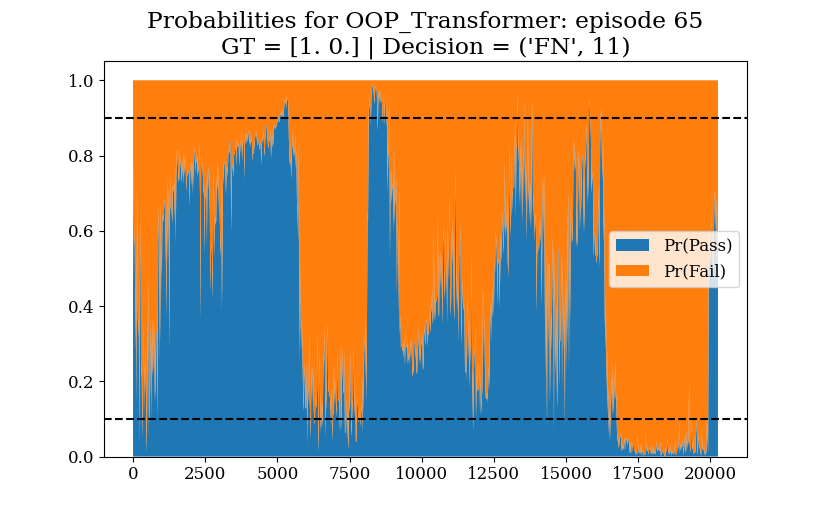 Probabilities for OOP_Transformer: episode 65
GT = [1. 0.] | Decision = ('FN', 11)
1.0
0.8
0.6
0.4
0.2
0.0
Pr(Pass)
Pr(Fail)
0 2500 5000 7500 10000 12500 15000 17500 20000